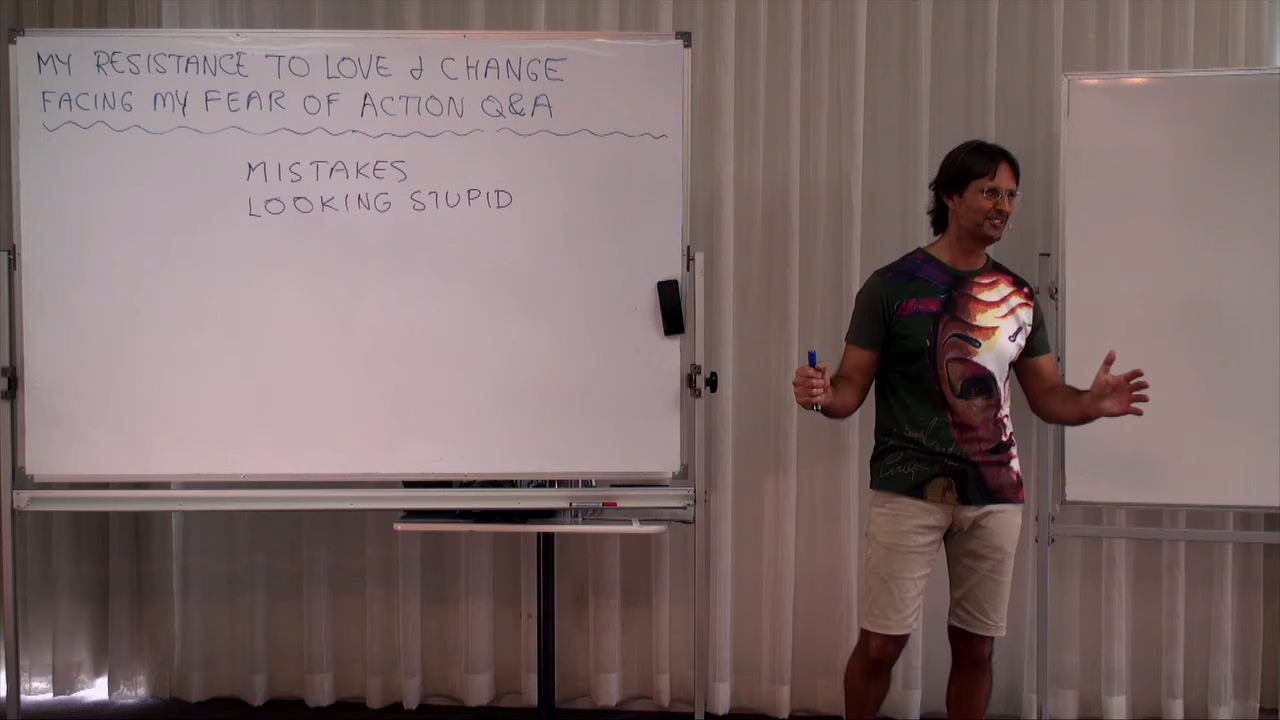 MY RESISTANCE TO LOVE & CHANGE
FACING MY FEAR OF ACTION Q&A
MISTAKES
LOOKING STUPID